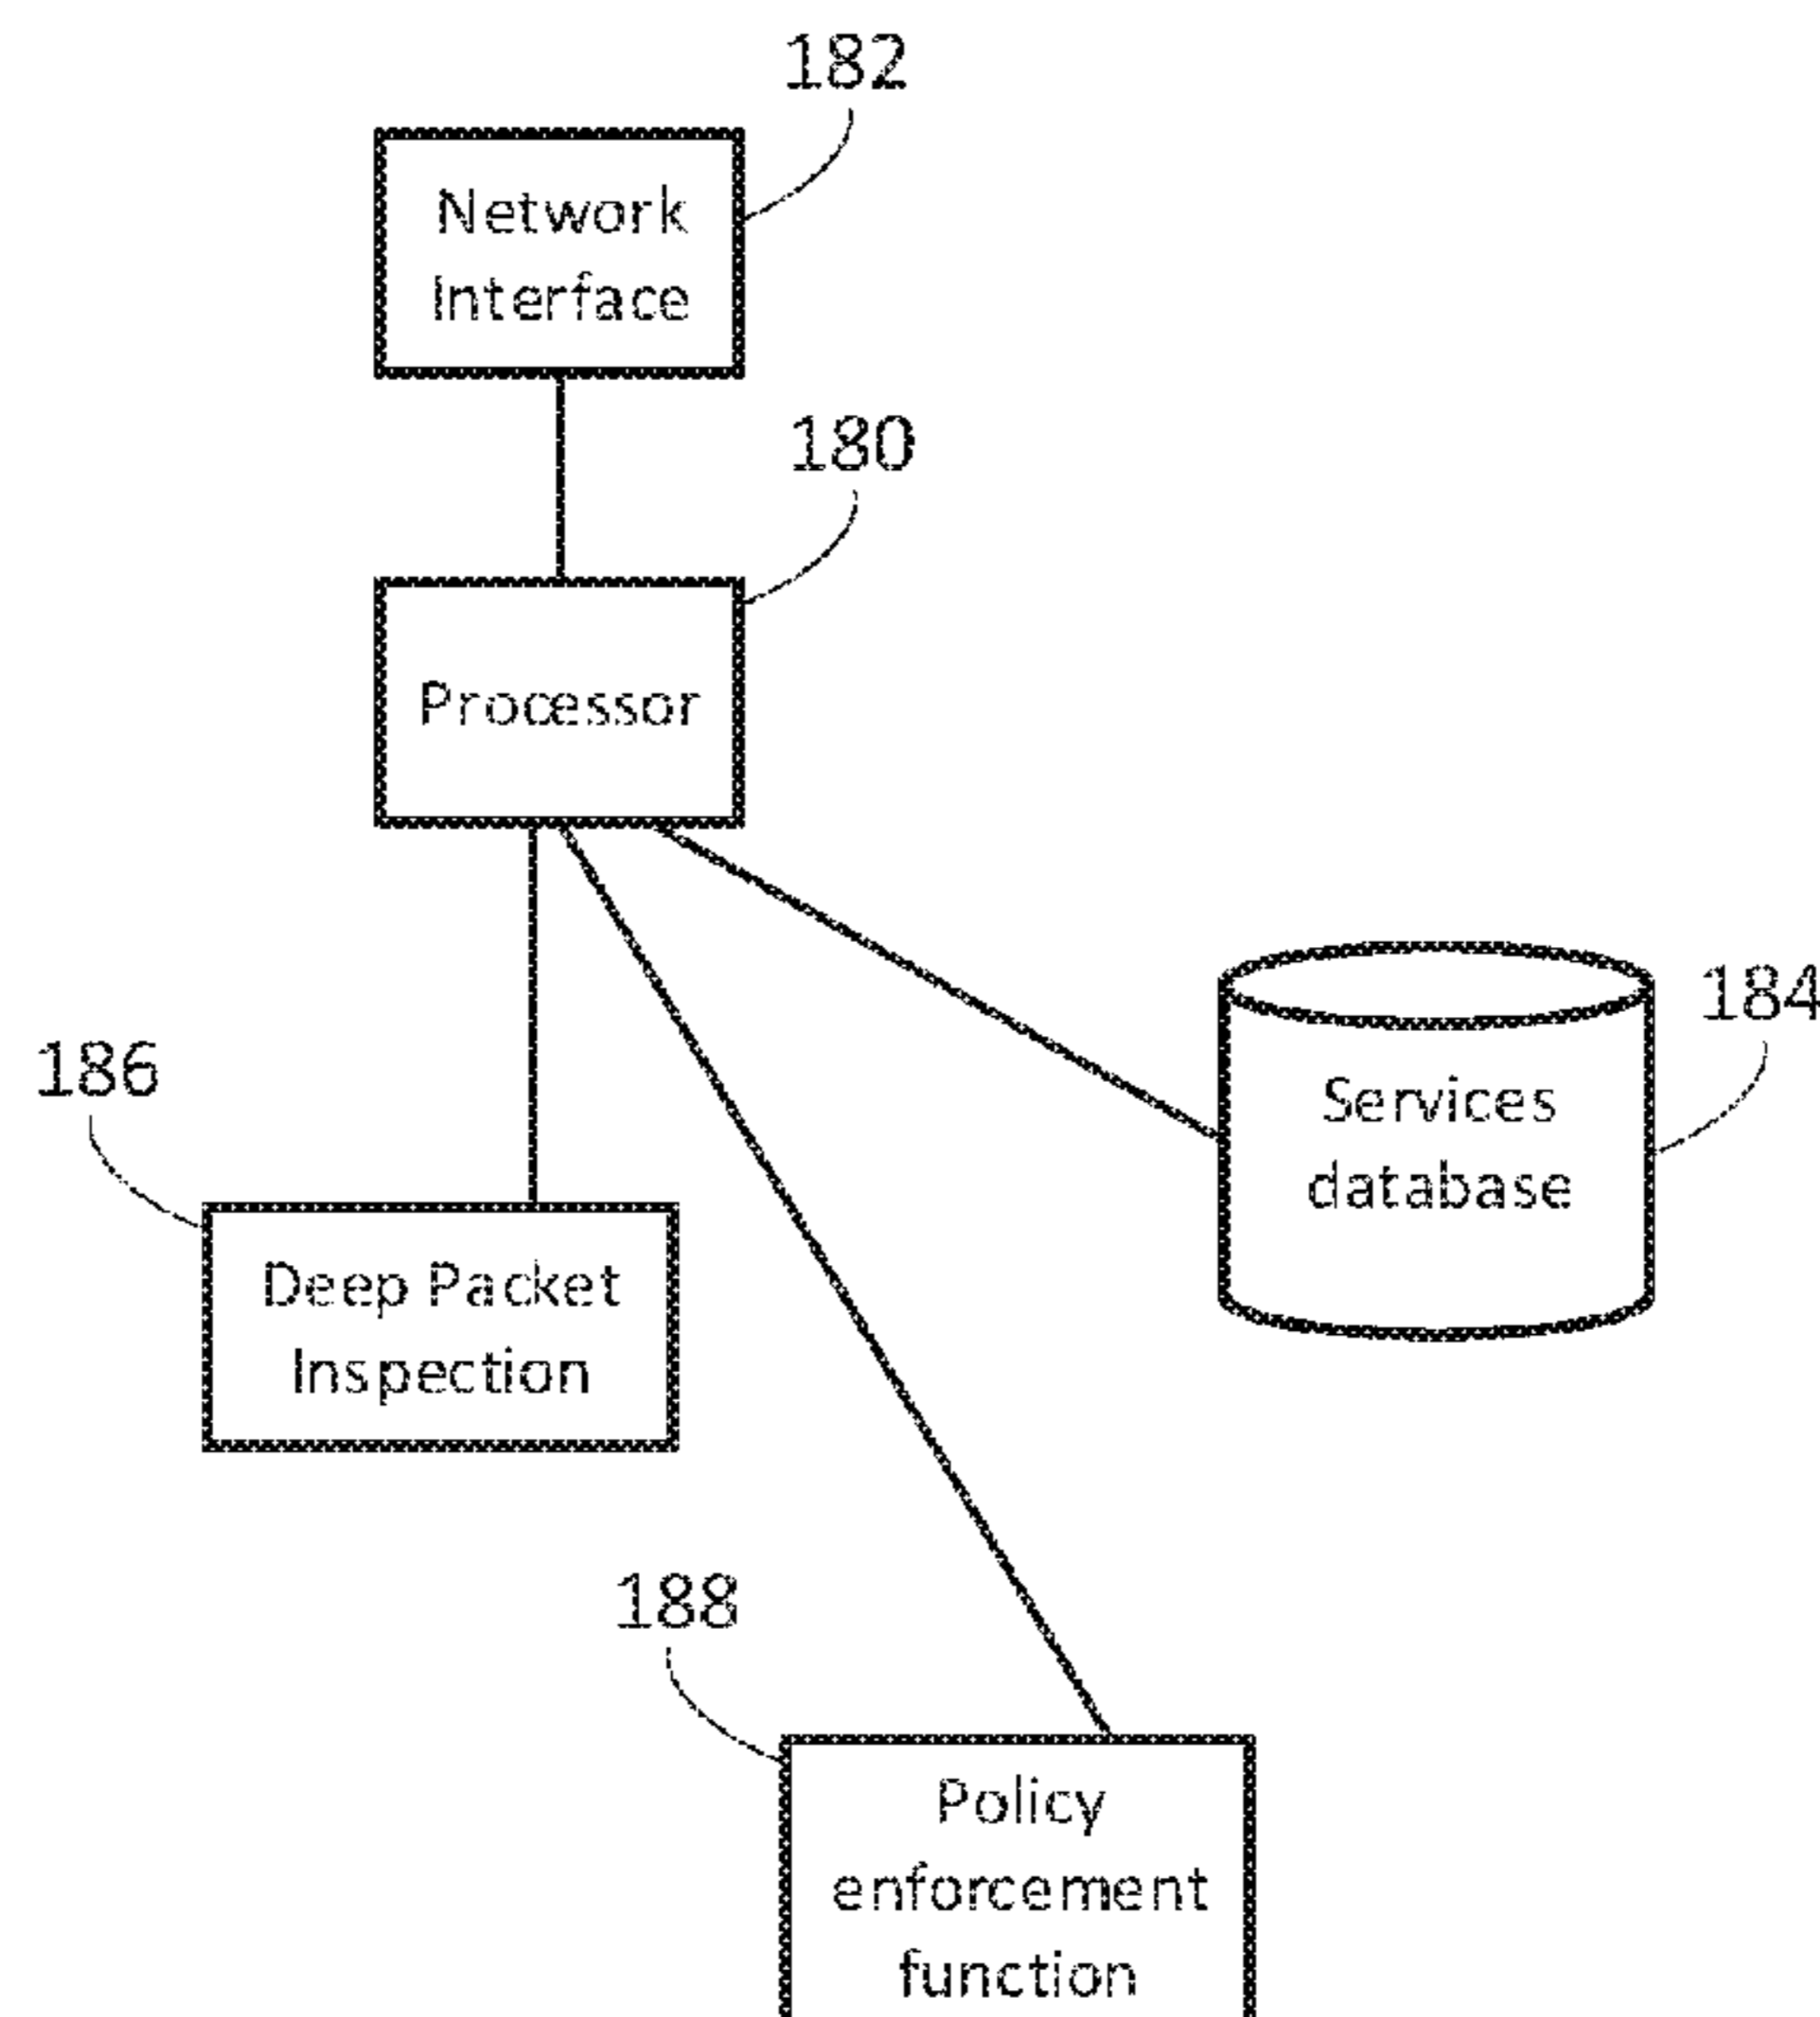 182
Network
Interface
180
Processor
184
Services
database
186
Deep Packet
Inspection
188
Policy
enforcement
function